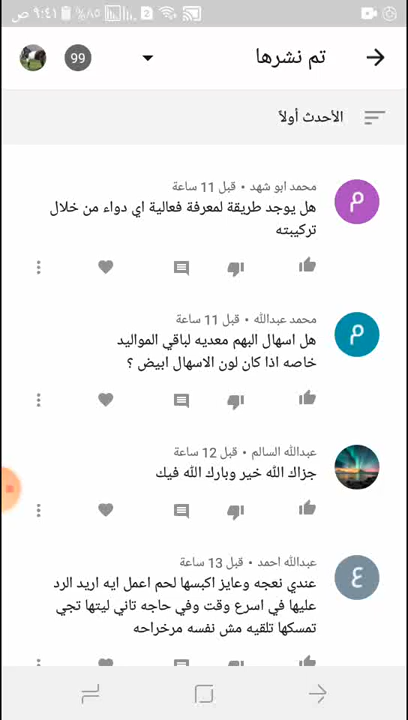 ص ٩:٤١ %٨٥ 2
تم نشرها 99
الأحدث أولاً
محمد ابو شهد • قبل 11 ساعة
هل يوجد طريقة لمعرفة فعالية اي دواء من خلال
تركيبته
م
محمد عبدالله • قبل 11 ساعة
هل اسهال البهم معديه لباقي المواليد
خاصه اذا كان لون الاسهال ابيض ؟
م
عبدالله السالم • قبل 12 ساعة
جزاك الله خير وبارك الله فيك
عبدالله احمد • قبل 13 ساعة
عندي نعجه وعايز اكبسها لحم اعمل ايه اريد الرد
عليها في اسرع وقت وفي حاجه تاني ليتها تجي
تمسكها تلقيه مش نفسه مرخراحه
ع